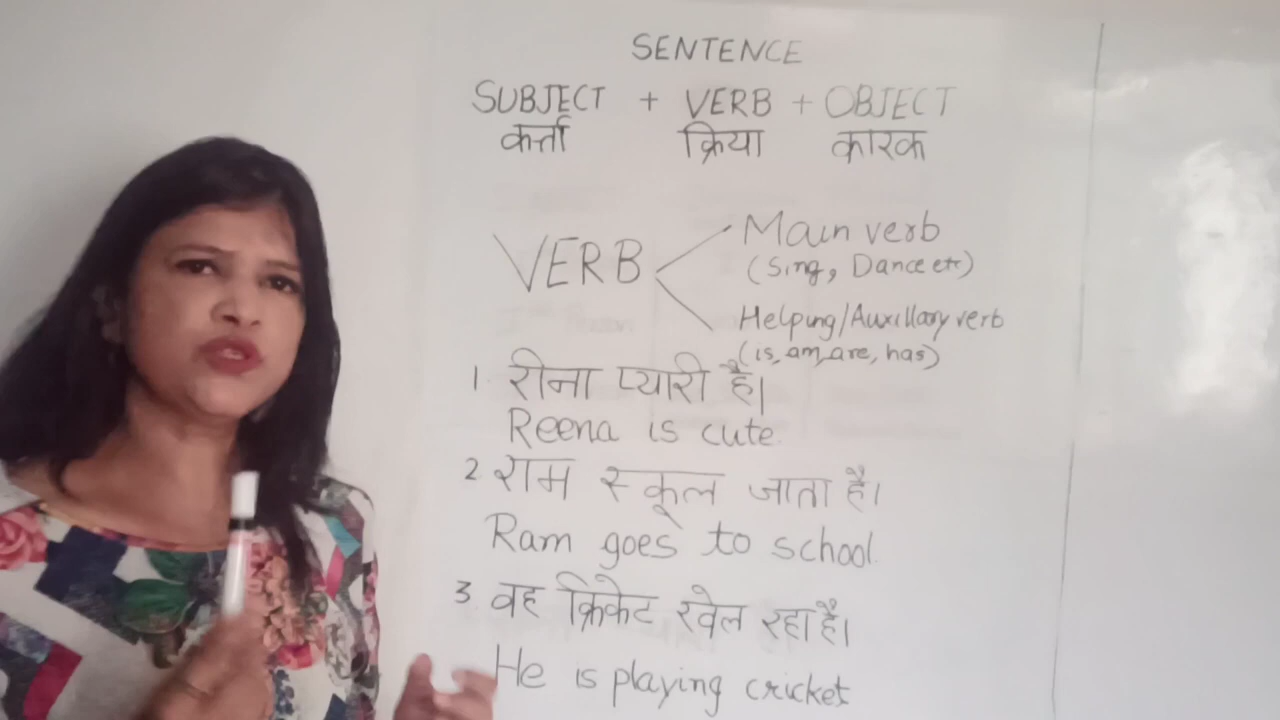 SENTENCE
SUBJECT + VERB + OBJECT
कर्त्ता क्रिया कारक
VERB
Main verb
(Sing, Dance etc)
Helping/Auxillary verb
(is, am, are, has)
1. रीना प्यारी है।
Reena is cute.
2. राम स्कूल जाता है।
Ram goes to school.
3. वह क्रिकेट खेल रहा है।
He is playing cricket